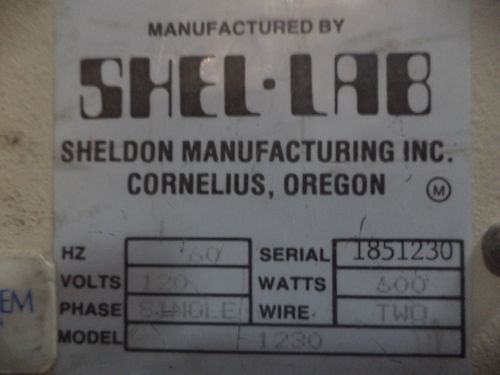 MANUFACTURED BY
SHEL·LAB
SHELDON MANUFACTURING INC.
CORNELIUS, OREGON Ⓜ
HZ 60 SERIAL 1851230
VOLTS 120 WATTS 600
PHASE SINGLE WIRE TWO
MODEL 1230
EM